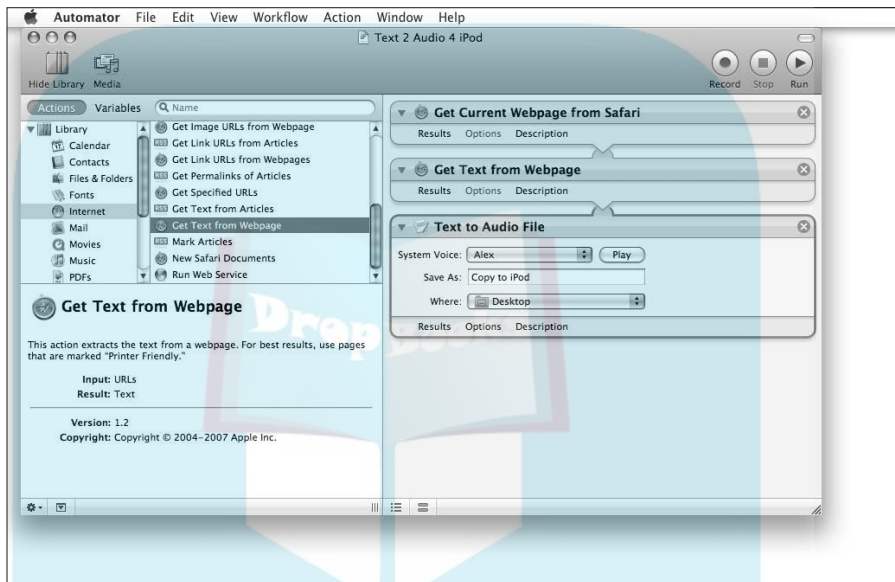 Automator File Edit View Workflow Action Window Help
Text 2 Audio 4 iPod
Hide Library Media
Record Stop Run
Actions Variables Name
Library
Calendar
Contacts
Files & Folders
Fonts
Internet
Mail
Movies
Music
PDFs
Get Image URLs from Webpage
Get Link URLs from Articles
Get Link URLs from Webpages
Get Permalinks of Articles
Get Specified URLs
Get Text from Articles
Get Text from Webpage
Mark Articles
New Safari Documents
Run Web Service
Get Text from Webpage
This action extracts the text from a webpage. For best results, use pages
that are marked “Printer Friendly.”
Input: URLs
Result: Text
Version: 1.2
Copyright: Copyright © 2004–2007 Apple Inc.
Get Current Webpage from Safari
Results Options Description
Get Text from Webpage
Results Options Description
Text to Audio File
System Voice: Alex Play
Save As: Copy to iPod
Where: Desktop
Results Options Description
DropBooks